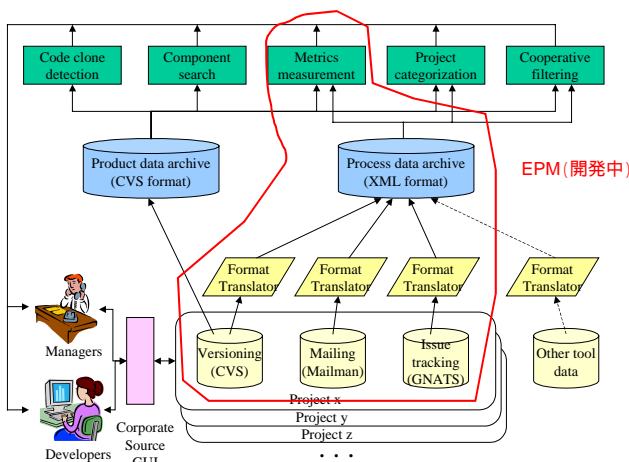 Code clone
detection
Component
search
Metrics
measurement
Project
categorization
Cooperative
filtering
Product data archive
(CVS format)
Process data archive
(XML format)
EPM(開発中)
Format
Translator
Format
Translator
Format
Translator
Format
Translator
Managers
Versioning
(CVS)
Mailing
(Mailman)
Issue
tracking
(GNATS)
Other tool
data
Project x
Project y
Project z
Developers
Corporate
Source
GUI
. . .